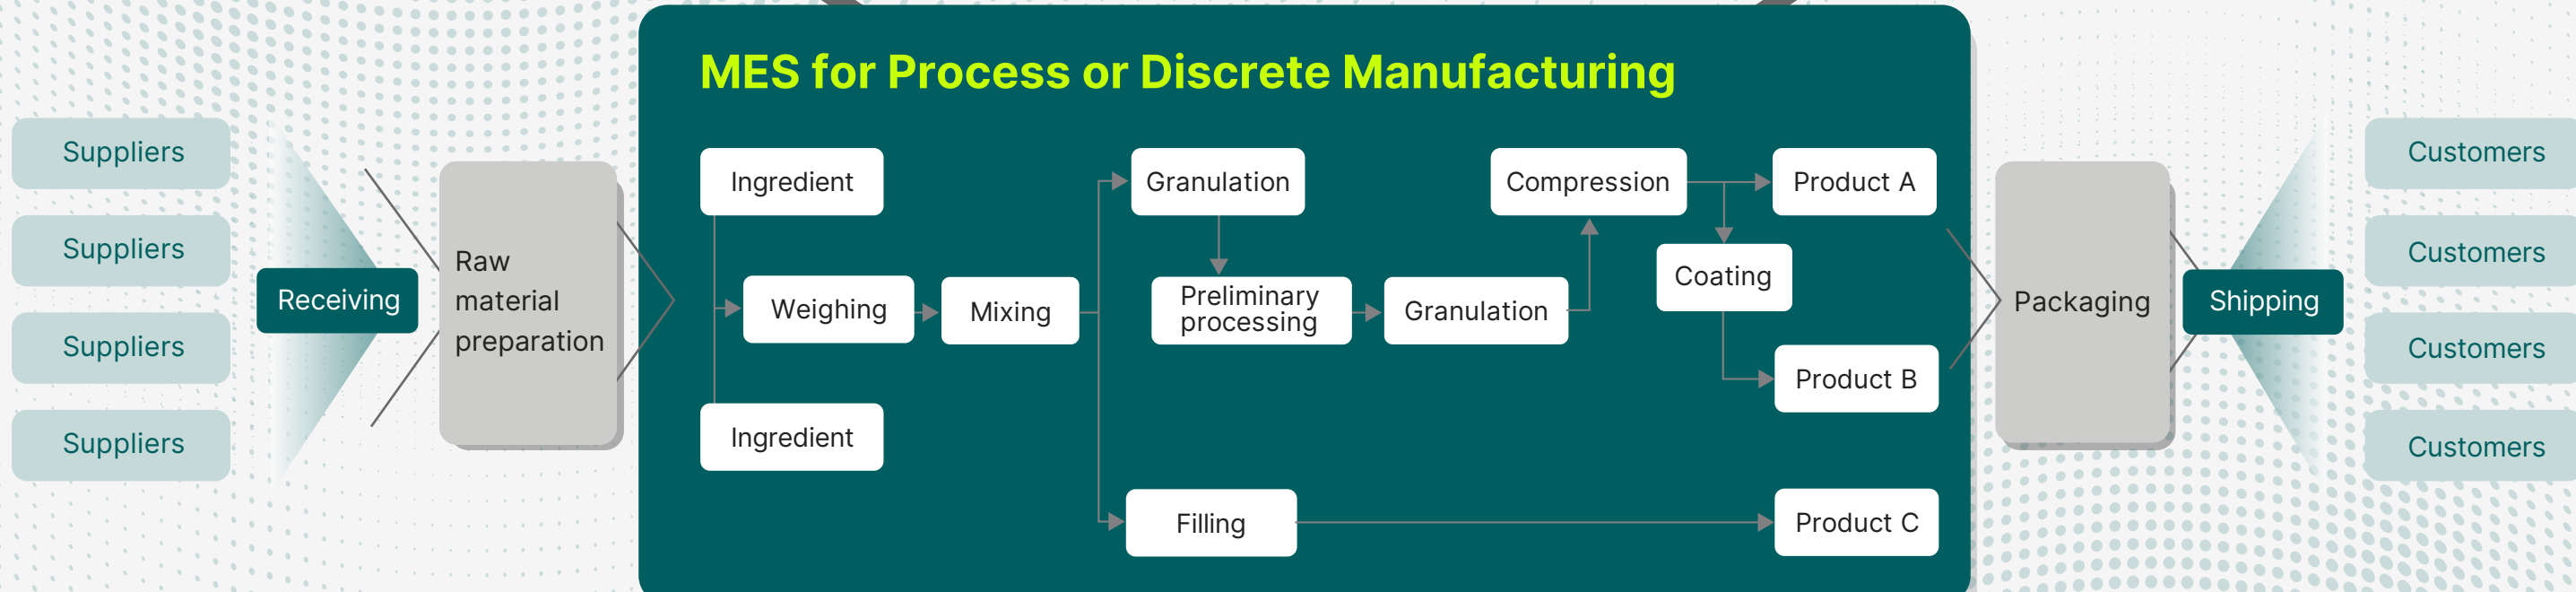 MES for Process or Discrete Manufacturing
Suppliers
Suppliers
Suppliers
Suppliers
Receiving
Raw
material
preparation
Ingredient
Ingredient
Weighing
Mixing
Granulation
Preliminary
processing
Granulation
Compression
Coating
Product A
Product B
Filling
Product C
Packaging
Shipping
Customers
Customers
Customers
Customers